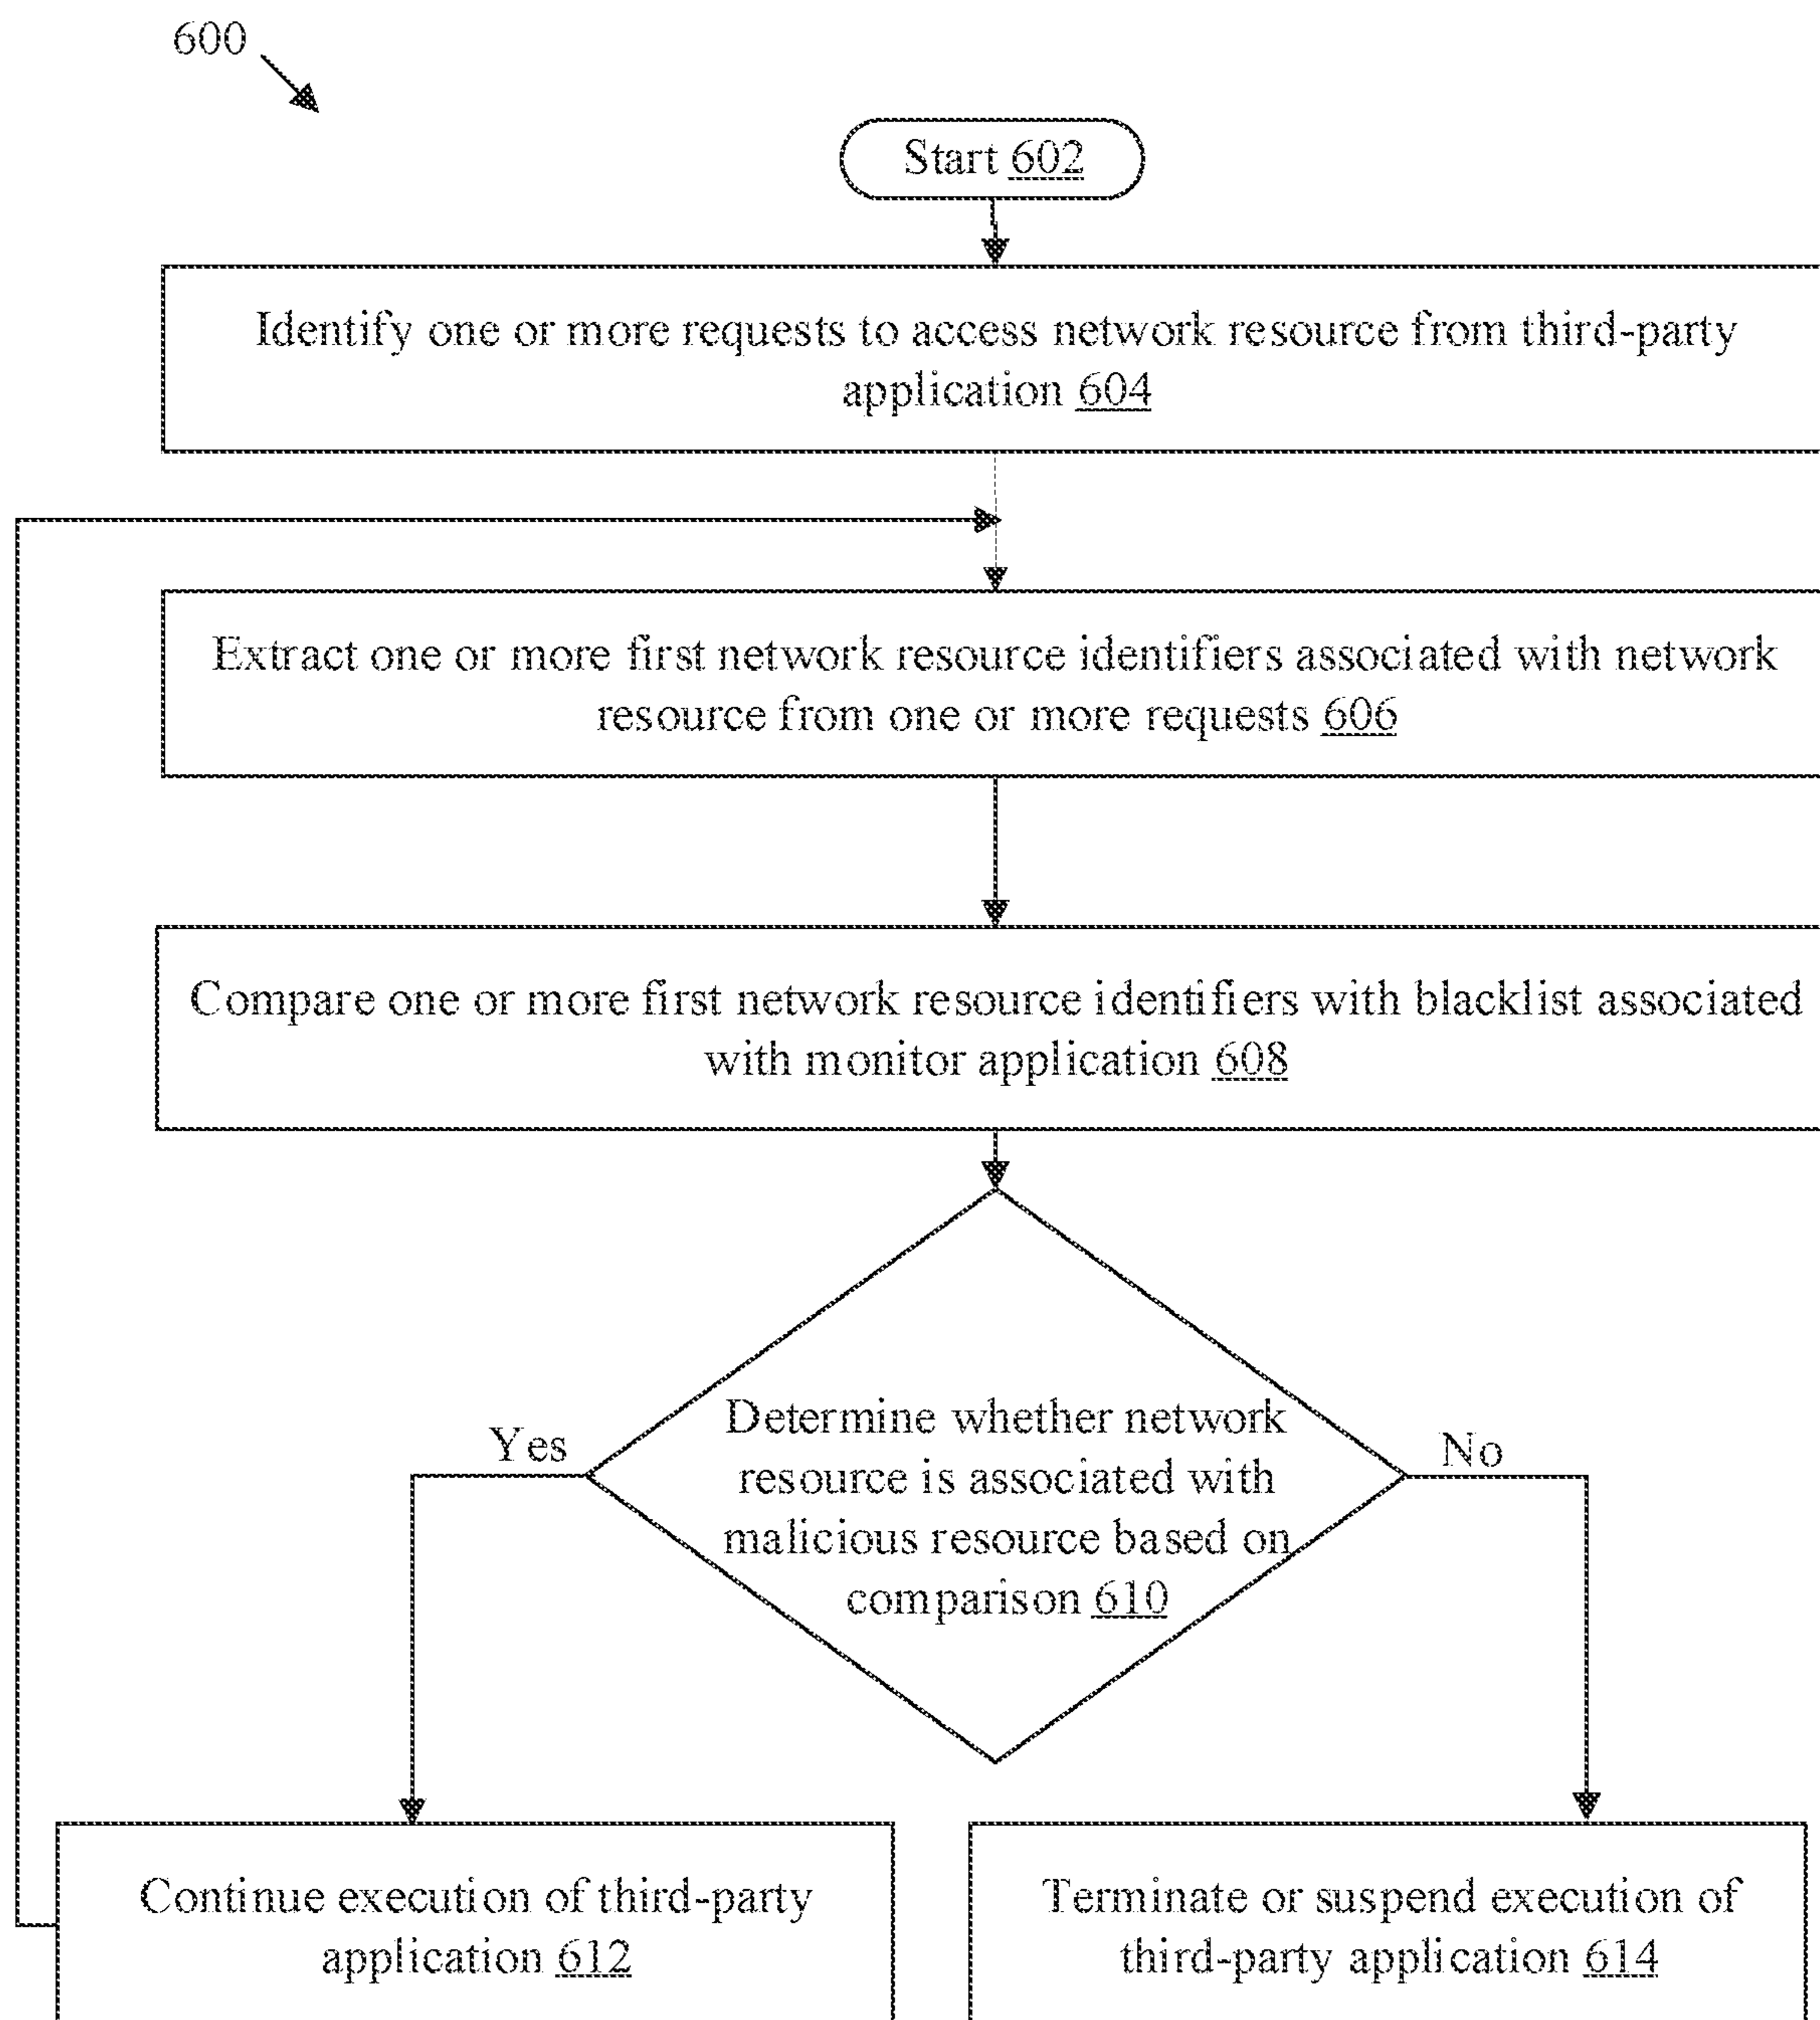 600
Start 602
Identify one or more requests to access network resource from third-party
application 604
Extract one or more first network resource identifiers associated with network
resource from one or more requests 606
Compare one or more first network resource identifiers with blacklist associated
with monitor application 608
Determine whether network
resource is associated with
malicious resource based on
comparison 610
Yes
No
Continue execution of third-party
application 612
Terminate or suspend execution of
third-party application 614